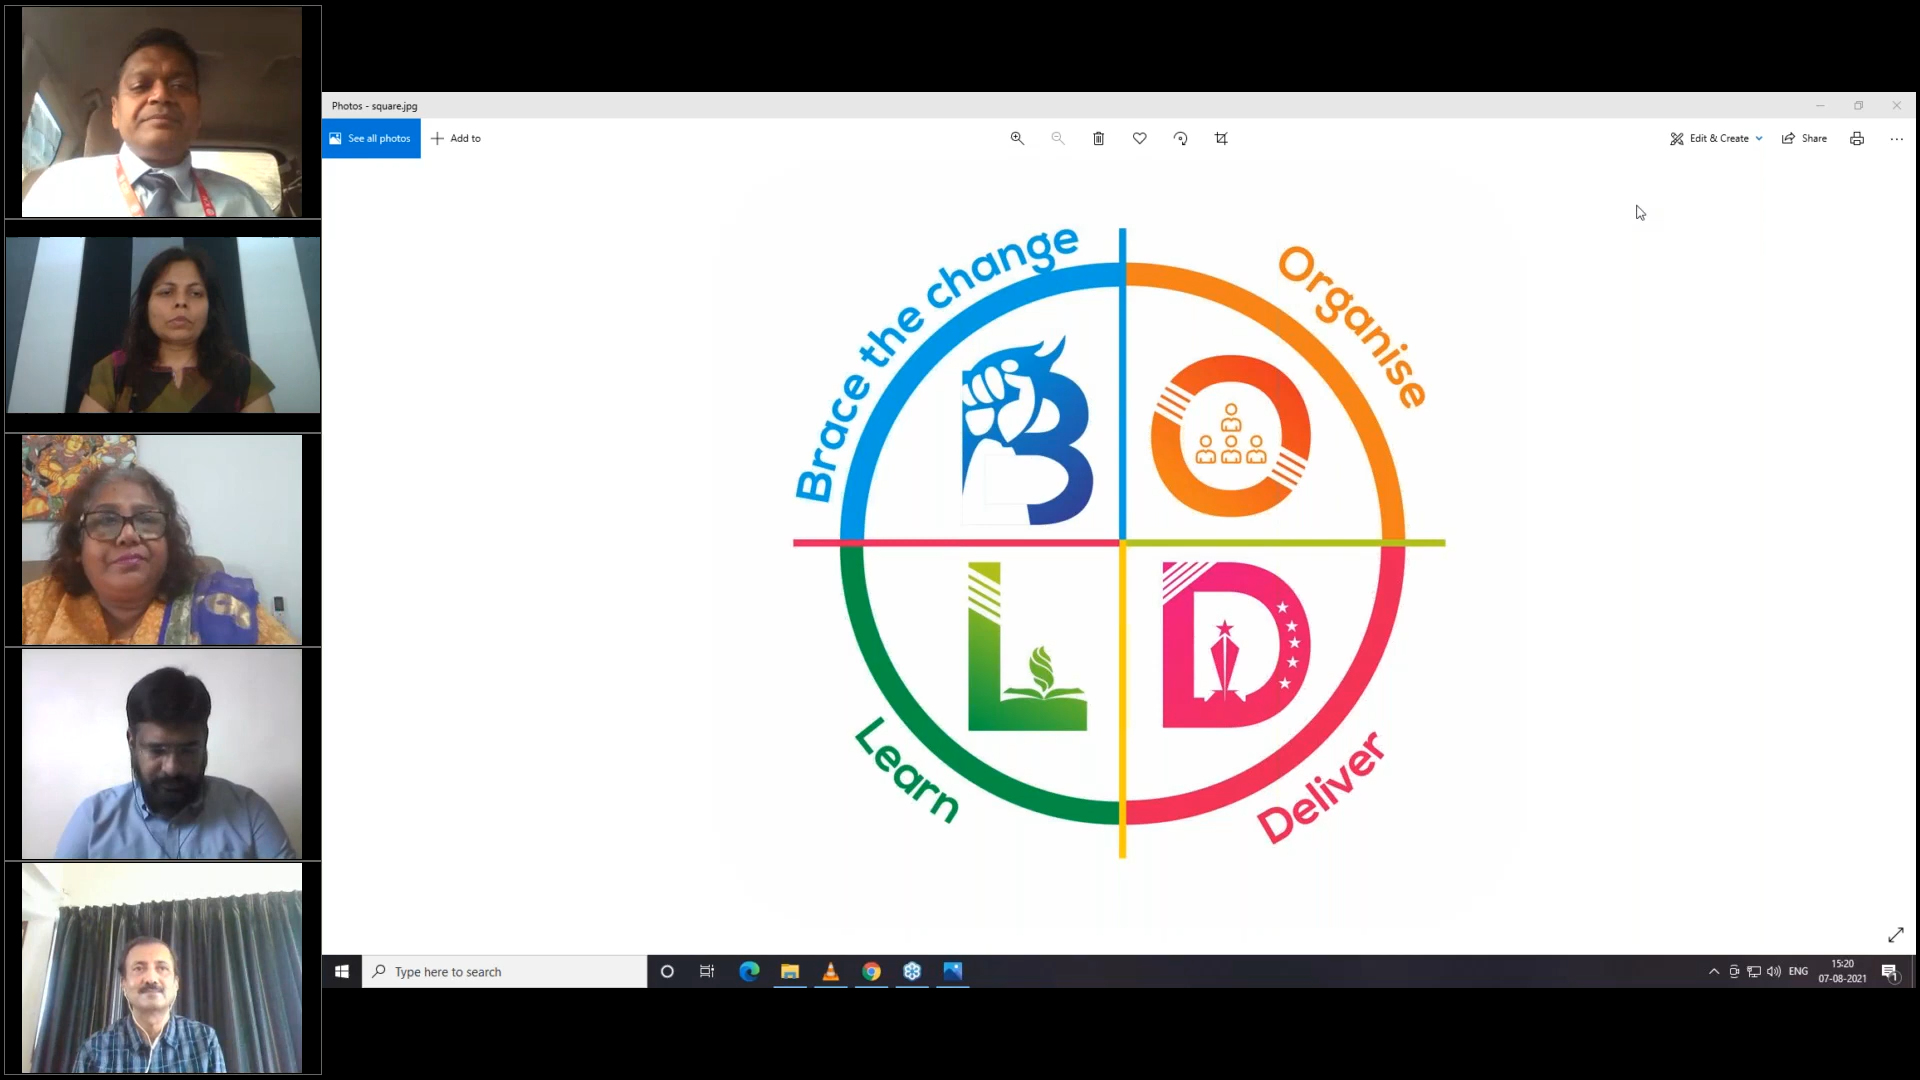 Photos - square.jpg
See all photos
Add to
Edit & Create
Share
Brace the change
Organise
B O
L D
Learn
Deliver
Type here to search
ENG
15:20
07-08-2021
1